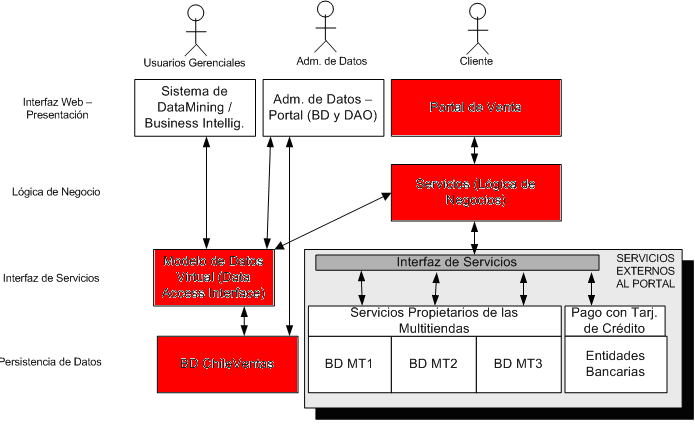 Usuarios Gerenciales
Adm. de Datos
Cliente
Interfaz Web –
Presentación
Sistema de
DataMining /
Business Intellig.
Adm. de Datos –
Portal (BD y DAO)
Portal de Venta
Lógica de Negocio
Servicios (Lógica de
Negocios)
Interfaz de Servicios
Modelo de Datos
Virtual (Data
Access Interface)
Interfaz de Servicios
SERVICIOS
EXTERNOS
AL PORTAL
Servicios Propietarios de las
Multitiendas
Pago con Tarj.
de Crédito
Persistencia de Datos
BD ChileVentas
BD MT1
BD MT2
BD MT3
Entidades
Bancarias